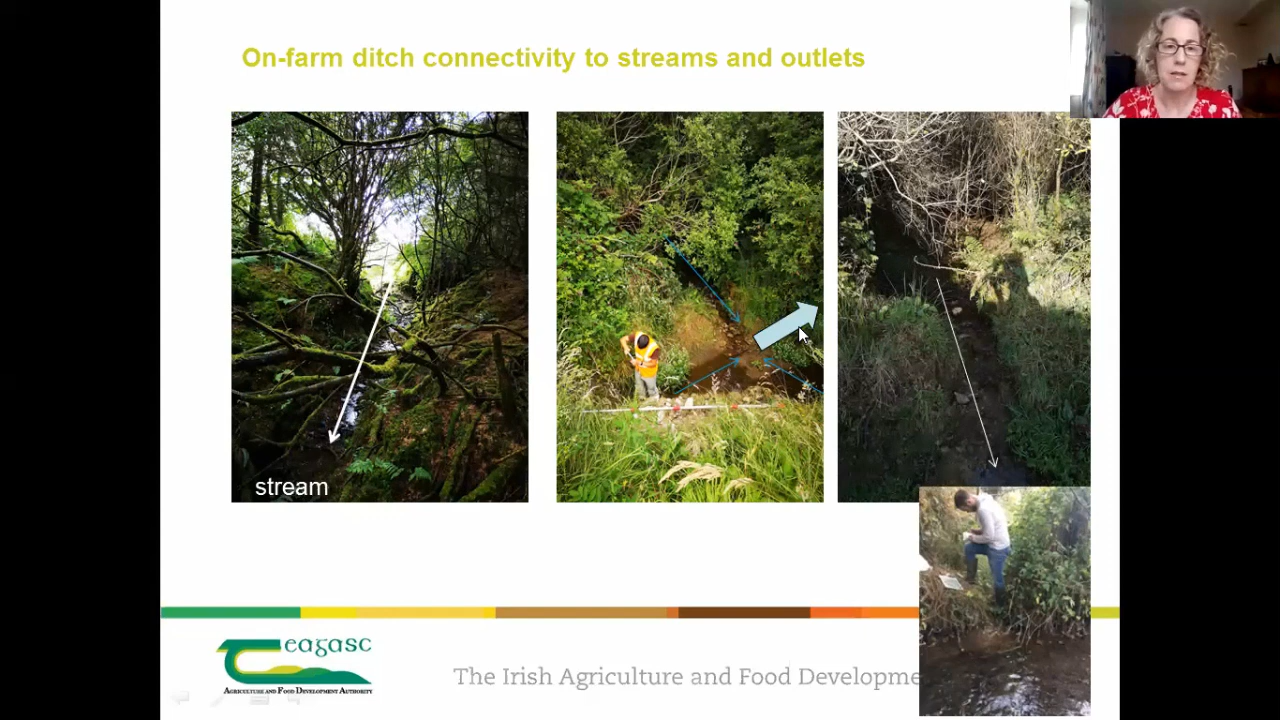 On-farm ditch connectivity to streams and outlets
stream
eagasc
AGRICULTURE AND FOOD DEVELOPMENT AUTHORITY
The Irish Agriculture and Food Developme